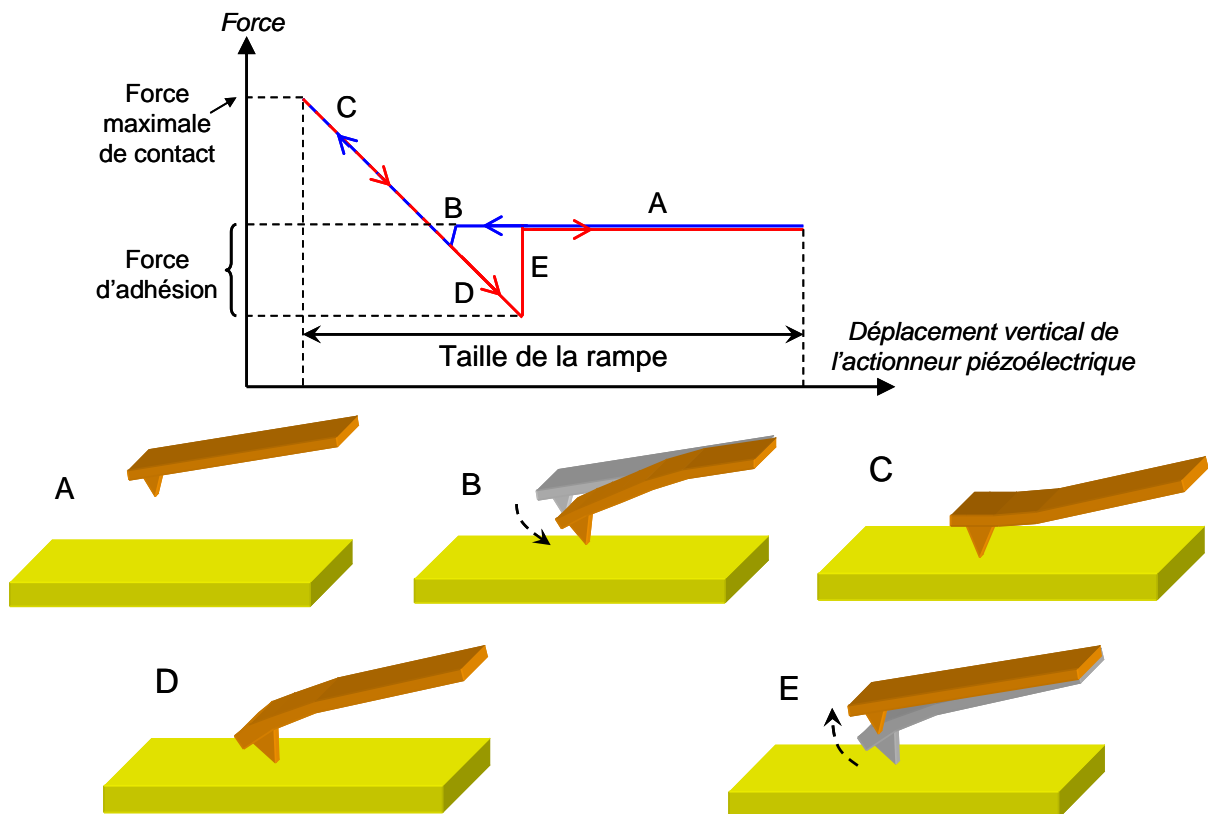 Force
Force
maximale
de contact
C
B
A
Force
d'adhésion
D
E
Taille de la rampe
Déplacement vertical de
l'actionneur piézoélectrique
A
B
C
D
E